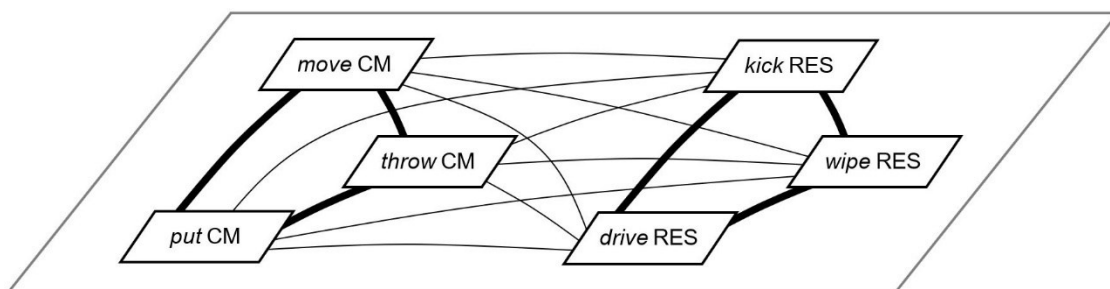 move CM
kick RES
throw CM
wipe RES
put CM
drive RES